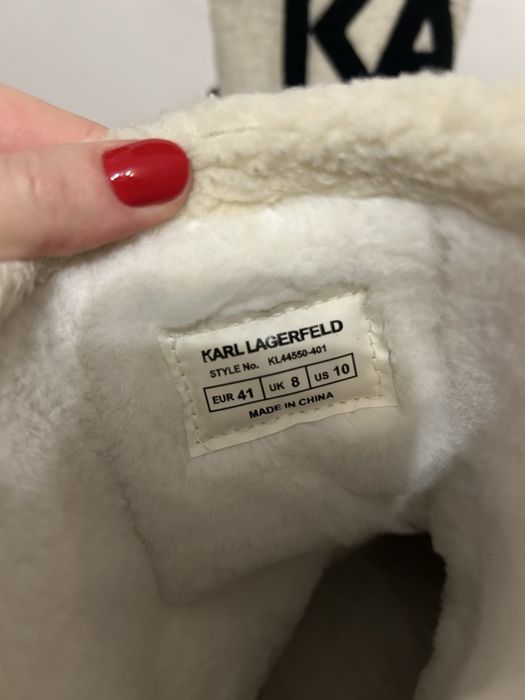 KA
KARL LAGERFELD
STYLE No. KL44550-401
EUR 41 UK 8 US 10
MADE IN CHINA